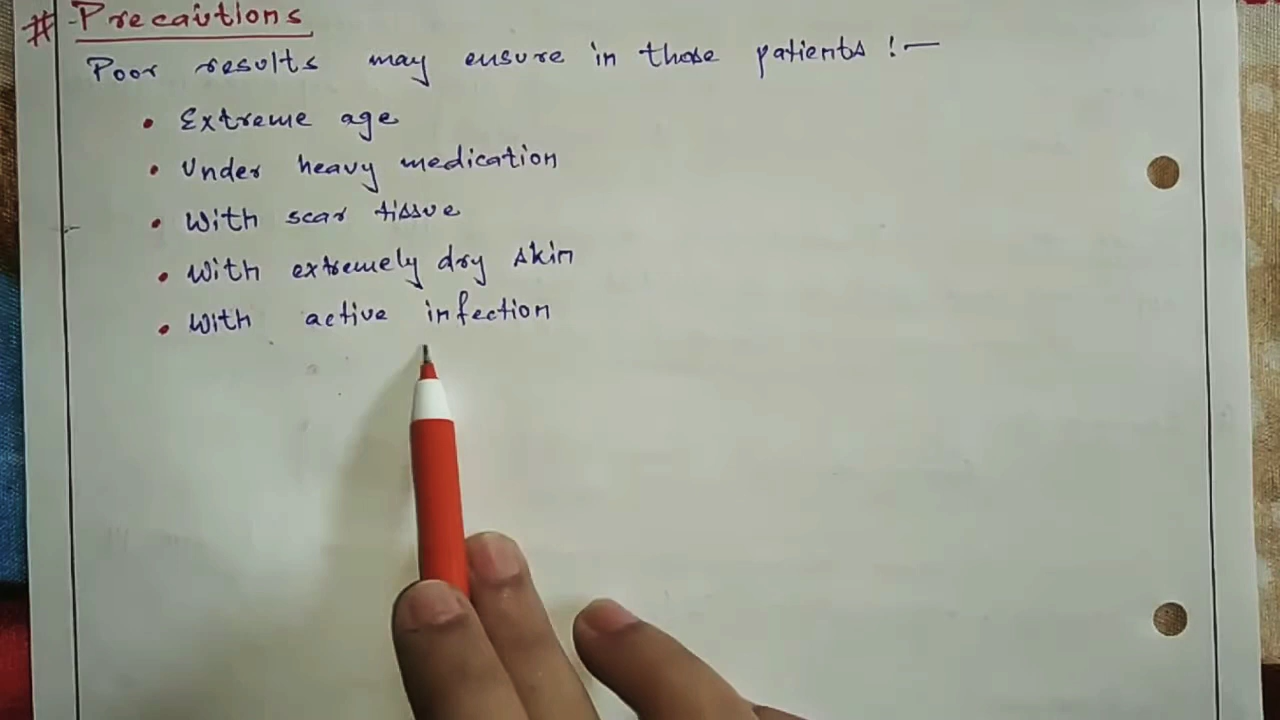 # Precautions
Poor results may ensure in those patients :-
• Extreme age
• Under heavy medication
• With scar tissue
• With extremely dry skin
• With active infection